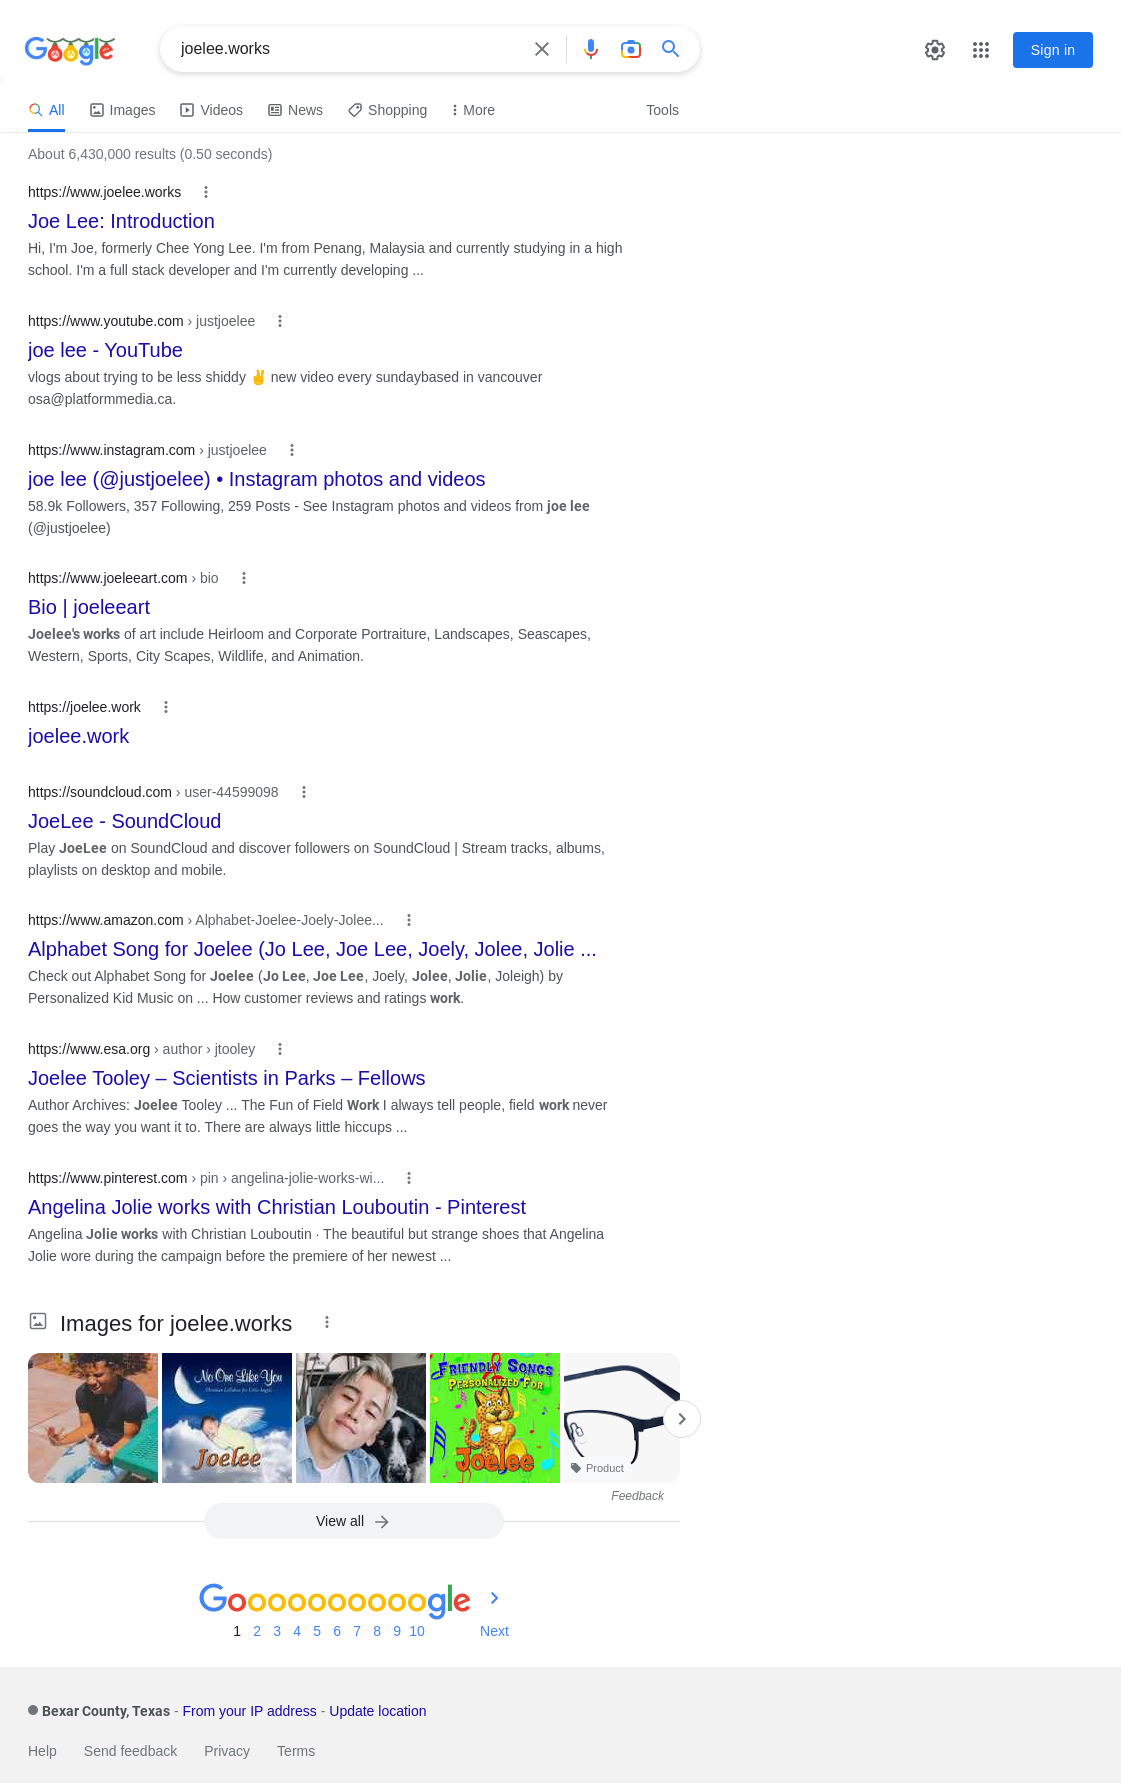 Google
joelee.works
Sign in
All
Images
Videos
News
Shopping
More
Tools
About 6,430,000 results (0.50 seconds)
https://www.joelee.works
Joe Lee: Introduction
Hi, I'm Joe, formerly Chee Yong Lee. I'm from Penang, Malaysia and currently studying in a high
school. I'm a full stack developer and I'm currently developing ...
https://www.youtube.com › justjoelee
joe lee - YouTube
vlogs about trying to be less shiddy ✌ new video every sundaybased in vancouver
osa@platformmedia.ca.
https://www.instagram.com › justjoelee
joe lee (@justjoelee) • Instagram photos and videos
58.9k Followers, 357 Following, 259 Posts - See Instagram photos and videos from joe lee
(@justjoelee)
https://www.joeleeart.com › bio
Bio | joeleeart
Joelee's works of art include Heirloom and Corporate Portraiture, Landscapes, Seascapes,
Western, Sports, City Scapes, Wildlife, and Animation.
https://joelee.work
joelee.work
https://soundcloud.com › user-44599098
JoeLee - SoundCloud
Play JoeLee on SoundCloud and discover followers on SoundCloud | Stream tracks, albums,
playlists on desktop and mobile.
https://www.amazon.com › Alphabet-Joelee-Joely-Jolee...
Alphabet Song for Joelee (Jo Lee, Joe Lee, Joely, Jolee, Jolie ...
Check out Alphabet Song for Joelee (Jo Lee, Joe Lee, Joely, Jolee, Jolie, Joleigh) by
Personalized Kid Music on ... How customer reviews and ratings work.
https://www.esa.org › author › jtooley
Joelee Tooley – Scientists in Parks – Fellows
Author Archives: Joelee Tooley ... The Fun of Field Work I always tell people, field work never
goes the way you want it to. There are always little hiccups ...
https://www.pinterest.com › pin › angelina-jolie-works-wi...
Angelina Jolie works with Christian Louboutin - Pinterest
Angelina Jolie works with Christian Louboutin · The beautiful but strange shoes that Angelina
Jolie wore during the campaign before the premiere of her newest ...
Images for joelee.works
No One Like You
Christian Lullabies for Little Angels
Joelee
FRIENDLY SONGS
PERSONALIZED FOR
Joelee
Product
Feedback
View all
Goooooooooogle
1 2 3 4 5 6 7 8 9 10 Next
Bexar County, Texas - From your IP address - Update location
Help Send feedback Privacy Terms